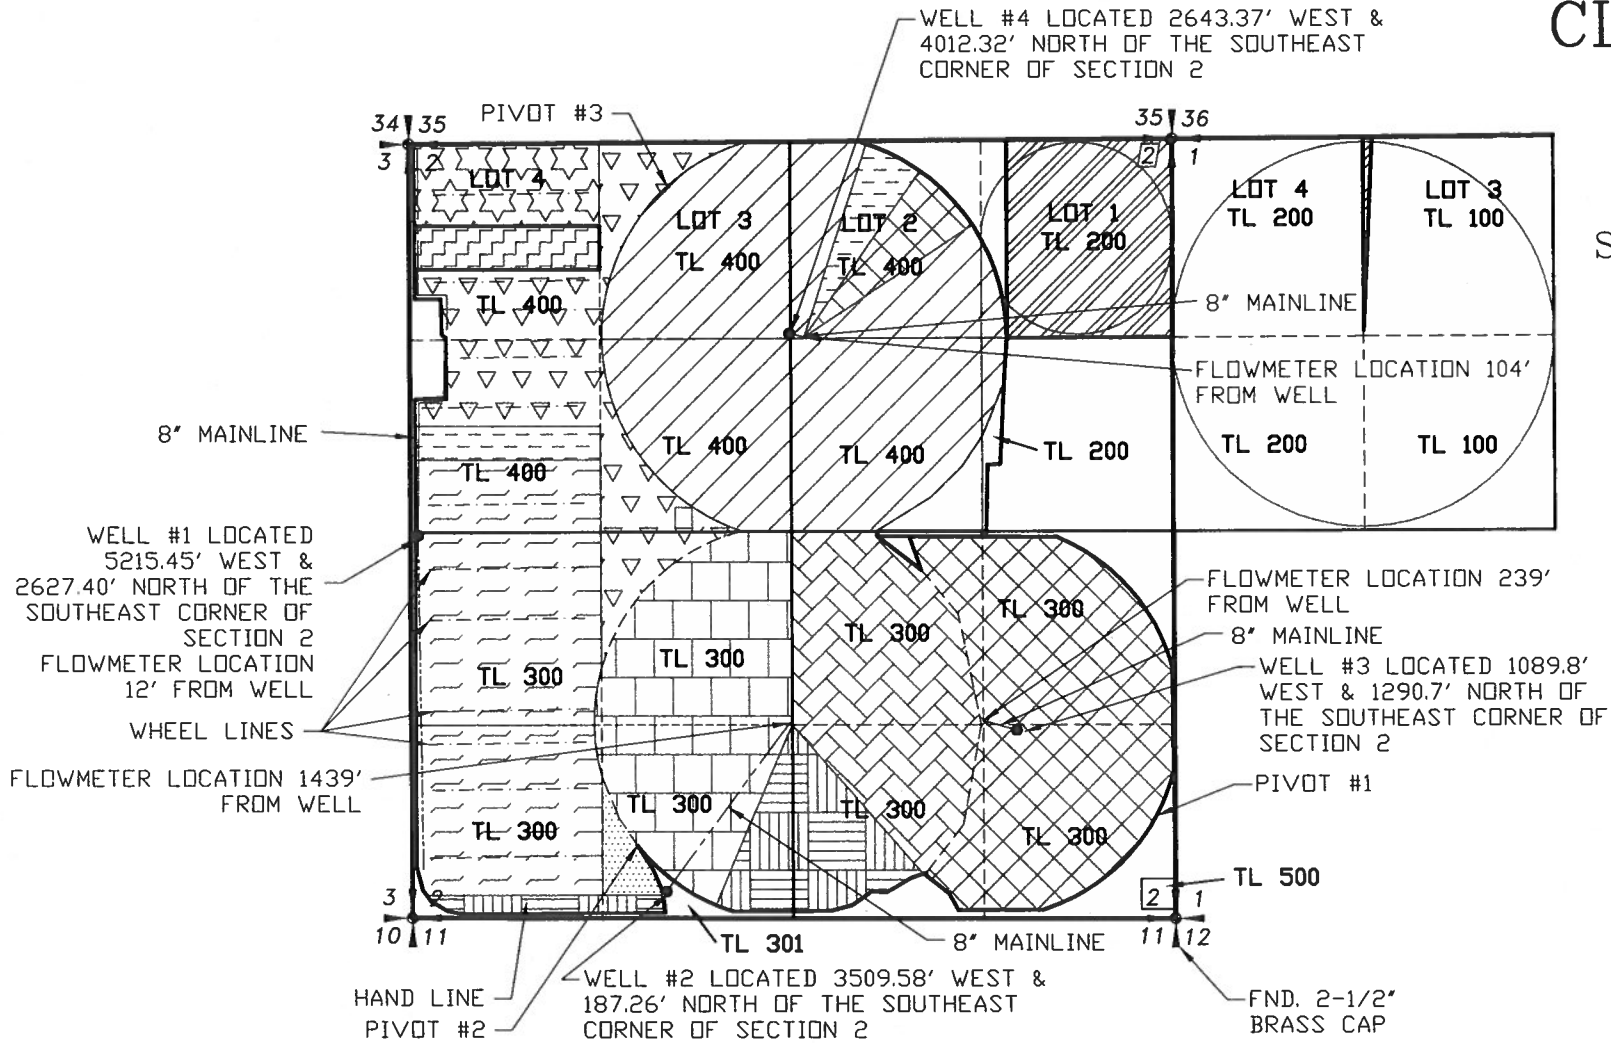 WELL #4 LOCATED 2643.37' WEST &
4012.32' NORTH OF THE SOUTHEAST
CORNER OF SECTION 2
CL
S
PIVOT #3
34 35
3 2
35 36
2 1
LOT 4
LOT 3
TL 400
LOT 2
TL 400
LOT 1
TL 200
LOT 4
TL 200
LOT 3
TL 100
TL 400
8" MAINLINE
FLOWMETER LOCATION 104'
FROM WELL
8" MAINLINE
TL 400
TL 400
TL 400
TL 200
TL 200
TL 100
WELL #1 LOCATED
5215.45' WEST &
2627.40' NORTH OF THE
SOUTHEAST CORNER OF
SECTION 2
FLOWMETER LOCATION
12' FROM WELL
WHEEL LINES
FLOWMETER LOCATION 1439'
FROM WELL
TL 300
TL 300
TL 300
TL 300
FLOWMETER LOCATION 239'
FROM WELL
8" MAINLINE
WELL #3 LOCATED 1089.8'
WEST & 1290.7' NORTH OF
THE SOUTHEAST CORNER OF
SECTION 2
PIVOT #1
TL 300
TL 300
TL 300
TL 300
TL 500
3 2
10 11
2 1
11 12
TL 301
8" MAINLINE
HAND LINE
PIVOT #2
WELL #2 LOCATED 3509.58' WEST &
187.26' NORTH OF THE SOUTHEAST
CORNER OF SECTION 2
FND. 2-1/2"
BRASS CAP